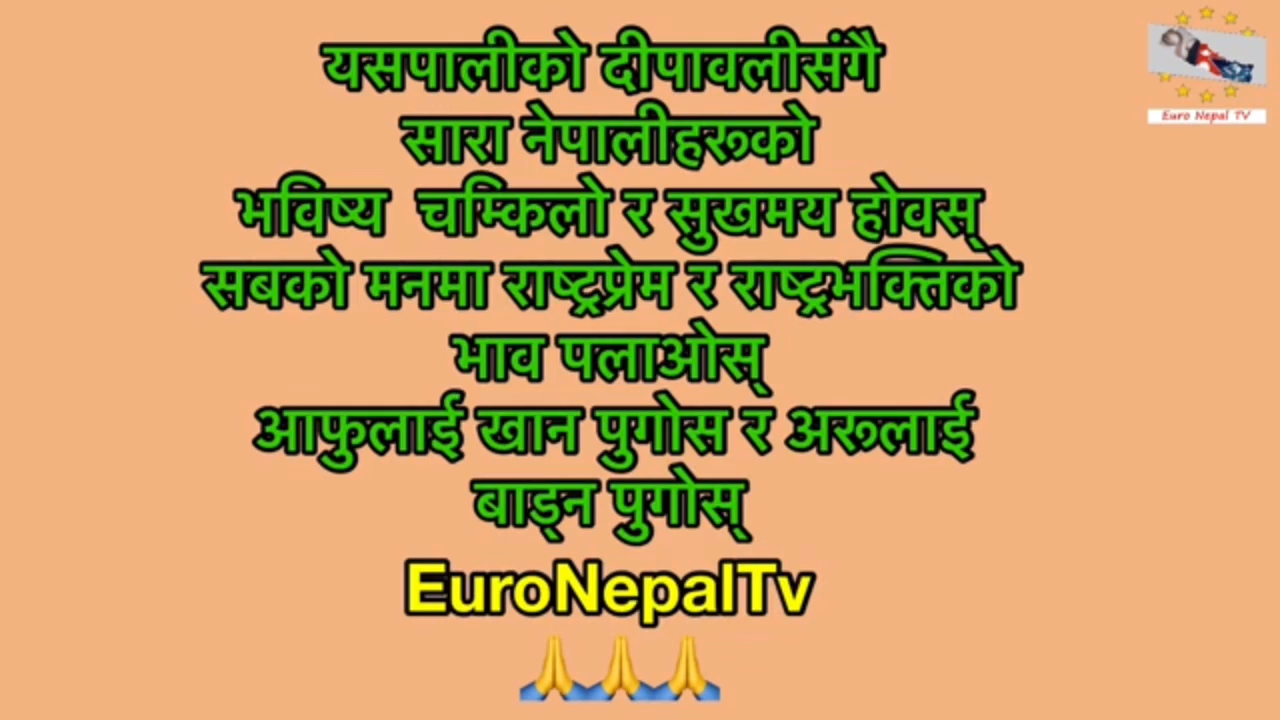 यसपालीको दीपावलीसंगै
सारा नेपालीहरूको
भविष्य चम्किलो र सुखमय होवस्
सबको मनमा राष्ट्रप्रेम र राष्ट्रभक्तिको
भाव पलाओस्
आफुलाई खान पुगोस र अरूलाई
बाड्न पुगोस्
EuroNepalTv
🙏🙏🙏
Euro Nepal TV